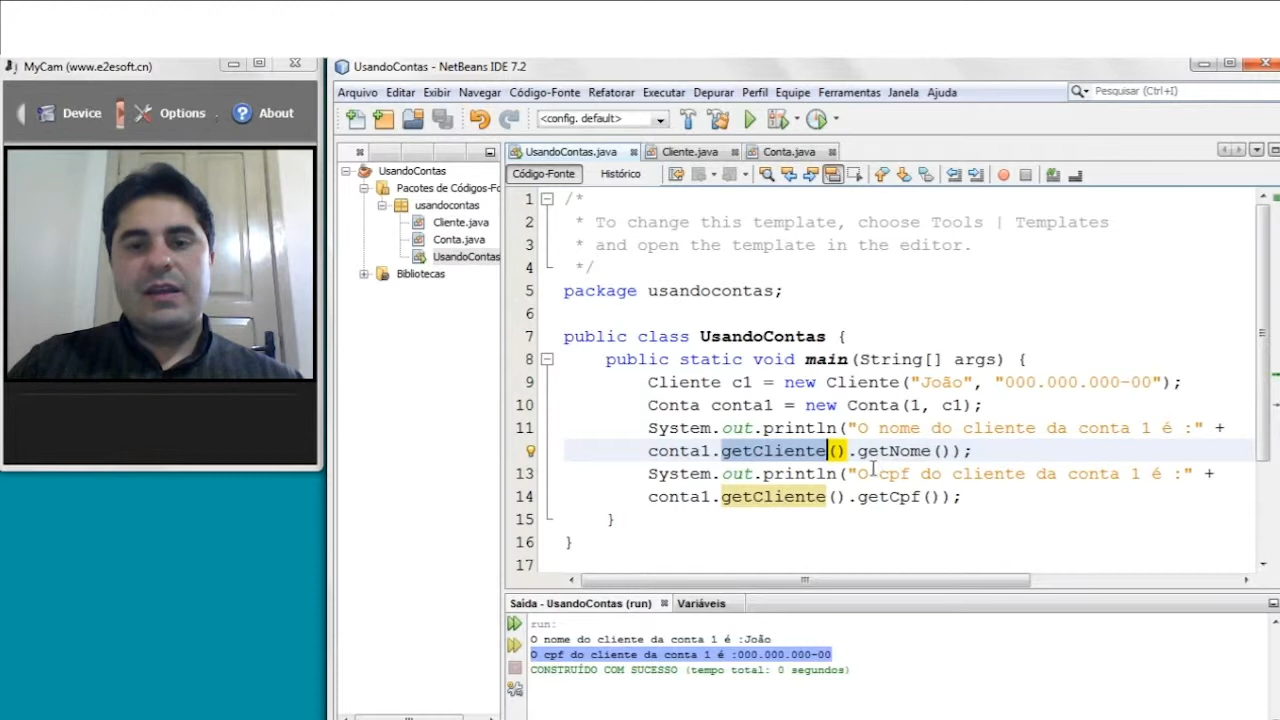 MyCam (www.e2esoft.cn)
Device
Options
About
UsandoContas - NetBeans IDE 7.2
Arquivo Editar Exibir Navegar Código-Fonte Refatorar Executar Depurar Perfil Equipe Ferramentas Janela Ajuda
Pesquisar (Ctrl+I)
<config. default>
UsandoContas
Pacotes de Códigos-Fo
usandocontas
Cliente.java
Conta.java
UsandoContas
Bibliotecas
UsandoContas.java Cliente.java Conta.java
Código-Fonte Histórico
1 /*
2 * To change this template, choose Tools | Templates
3 * and open the template in the editor.
4 */
5 package usandocontas;
6
7 public class UsandoContas {
8 public static void main(String[] args) {
9 Cliente c1 = new Cliente("João", "000.000.000-00");
10 Conta conta1 = new Conta(1, c1);
11 System.out.println("O nome do cliente da conta 1 é :" +
conta1.getCliente().getNome());
13 System.out.println("O cpf do cliente da conta 1 é :" +
14 conta1.getCliente().getCpf());
15 }
16 }
17
Saída - UsandoContas (run) Variáveis
run:
O nome do cliente da conta 1 é :João
O cpf do cliente da conta 1 é :000.000.000-00
CONSTRUÍDO COM SUCESSO (tempo total: 0 segundos)